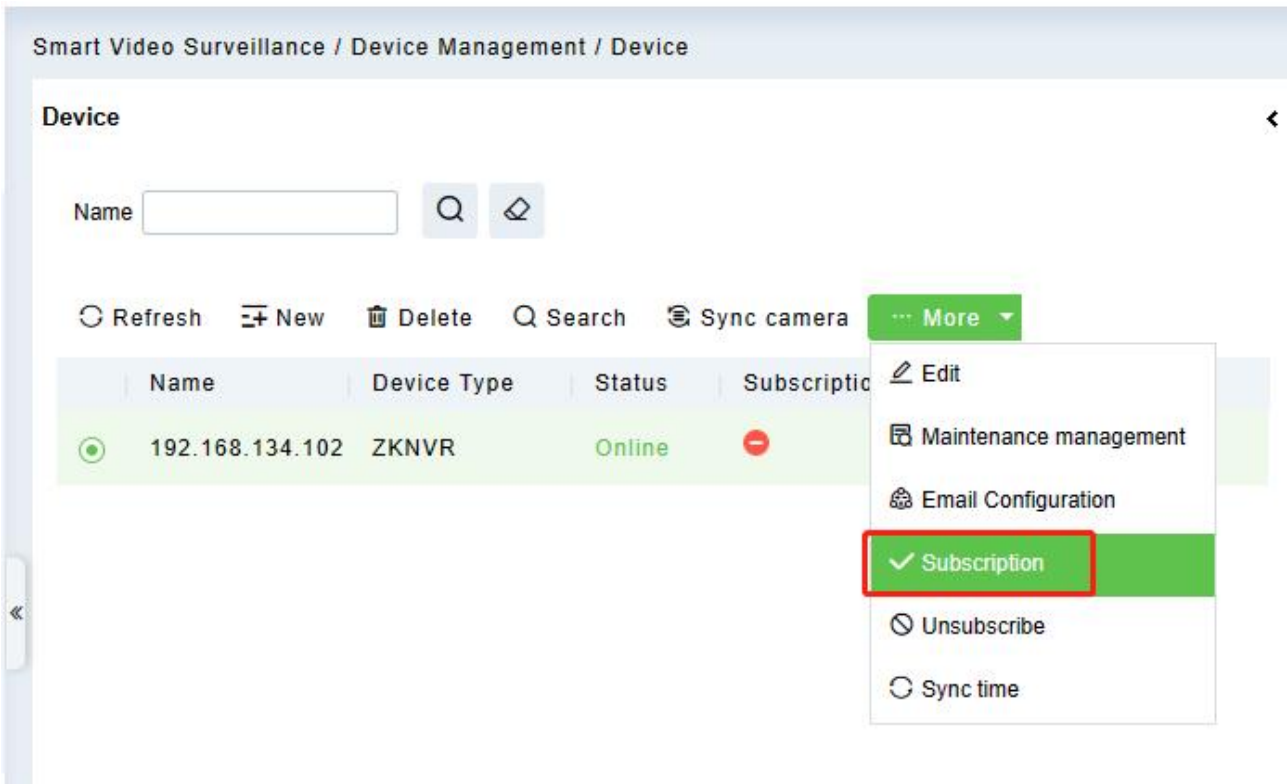 Smart Video Surveillance / Device Management / Device
Device
Name
Refresh New Delete Search Sync camera ··· More
Name Device Type Status Subscriptio
192.168.134.102 ZKNVR Online
Edit
Maintenance management
Email Configuration
Subscription
Unsubscribe
Sync time